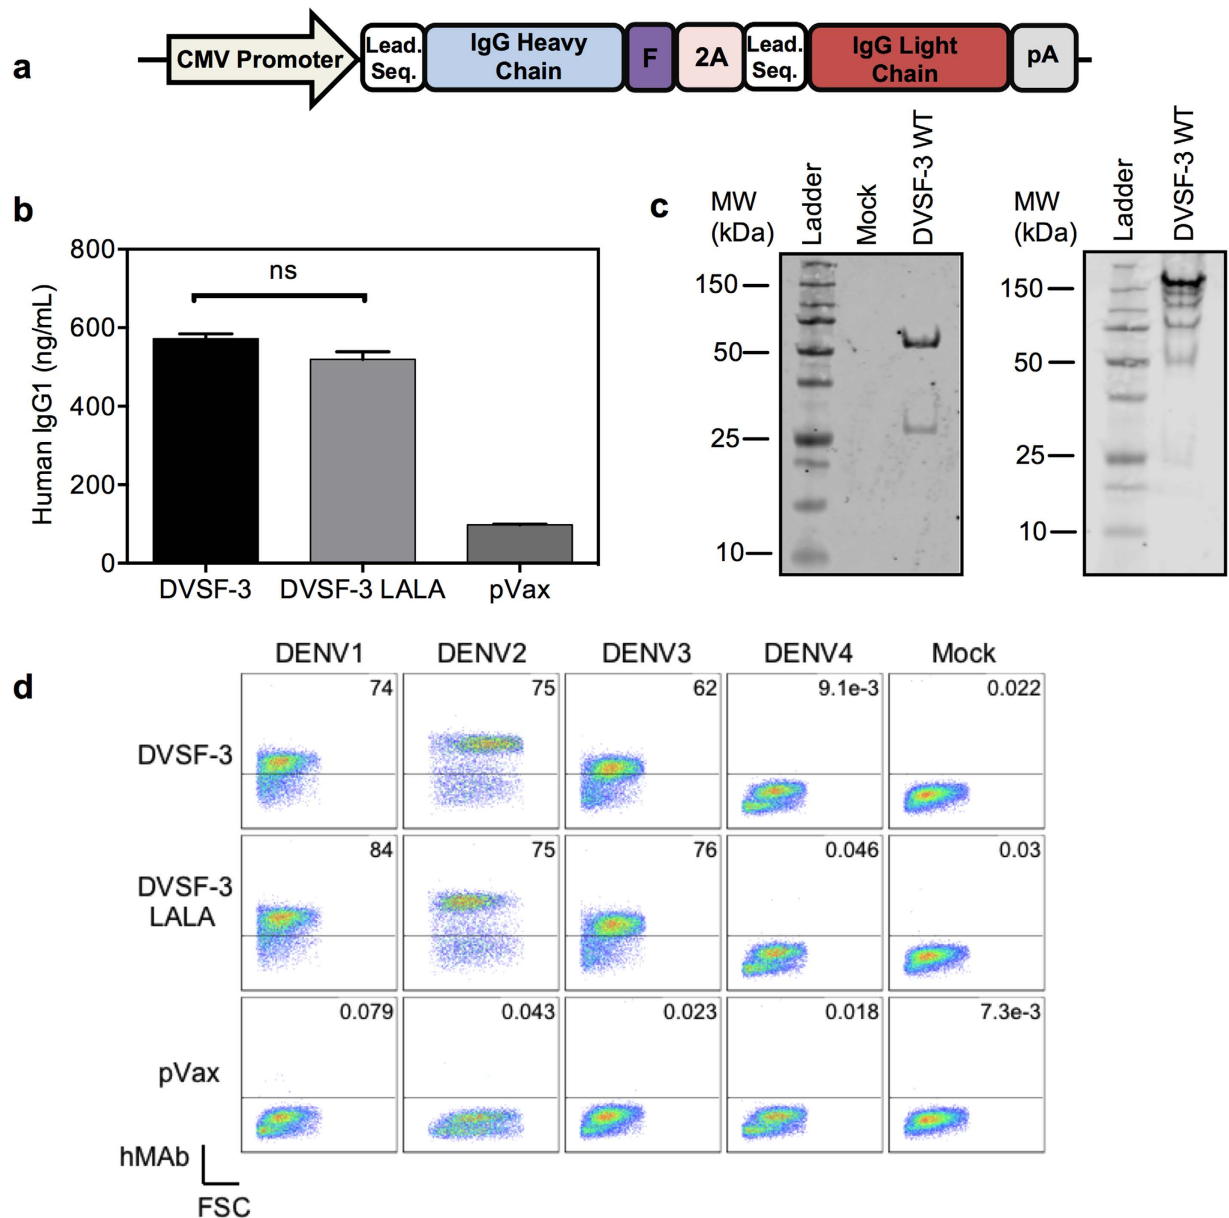 a
CMV Promoter
Lead. Seq.
IgG Heavy Chain
F
2A
Lead. Seq.
IgG Light Chain
pA
b
Human IgG1 (ng/mL)
800
600
400
200
0
ns
DVSF-3
DVSF-3 LALA
pVax
c
MW (kDa)
Ladder
Mock
DVSF-3 WT
150
50
25
10
MW (kDa)
Ladder
DVSF-3 WT
150
50
25
10
d
DENV1 DENV2 DENV3 DENV4 Mock
DVSF-3
74 75 62 9.1e-3 0.022
DVSF-3 LALA
84 75 76 0.046 0.03
pVax
0.079 0.043 0.023 0.018 7.3e-3
hMAb
FSC